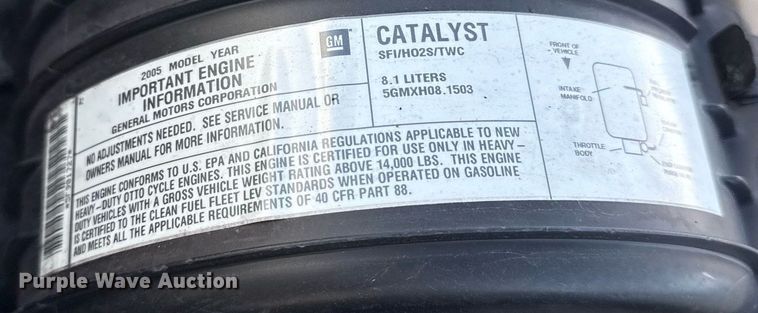 2005 MODEL YEAR
IMPORTANT ENGINE
INFORMATION
GENERAL MOTORS CORPORATION
GM
CATALYST
SFI/HO2S/TWC
8.1 LITERS
5GMXH08.1503
NO ADJUSTMENTS NEEDED. SEE SERVICE MANUAL OR
OWNERS MANUAL FOR MORE INFORMATION.
THIS ENGINE CONFORMS TO U.S. EPA AND CALIFORNIA REGULATIONS APPLICABLE TO NEW
HEAVY-DUTY OTTO CYCLE ENGINES. THIS ENGINE IS CERTIFIED FOR USE ONLY IN HEAVY-
DUTY VEHICLES WITH A GROSS VEHICLE WEIGHT RATING ABOVE 14,000 LBS. THIS ENGINE
IS CERTIFIED TO THE CLEAN FUEL FLEET LEV STANDARDS WHEN OPERATED ON GASOLINE
AND MEETS ALL THE APPLICABLE REQUIREMENTS OF 40 CFR PART 88.
FRONT OF
VEHICLE
INTAKE
MANIFOLD
THROTTLE
BODY
Purple Wave Auction